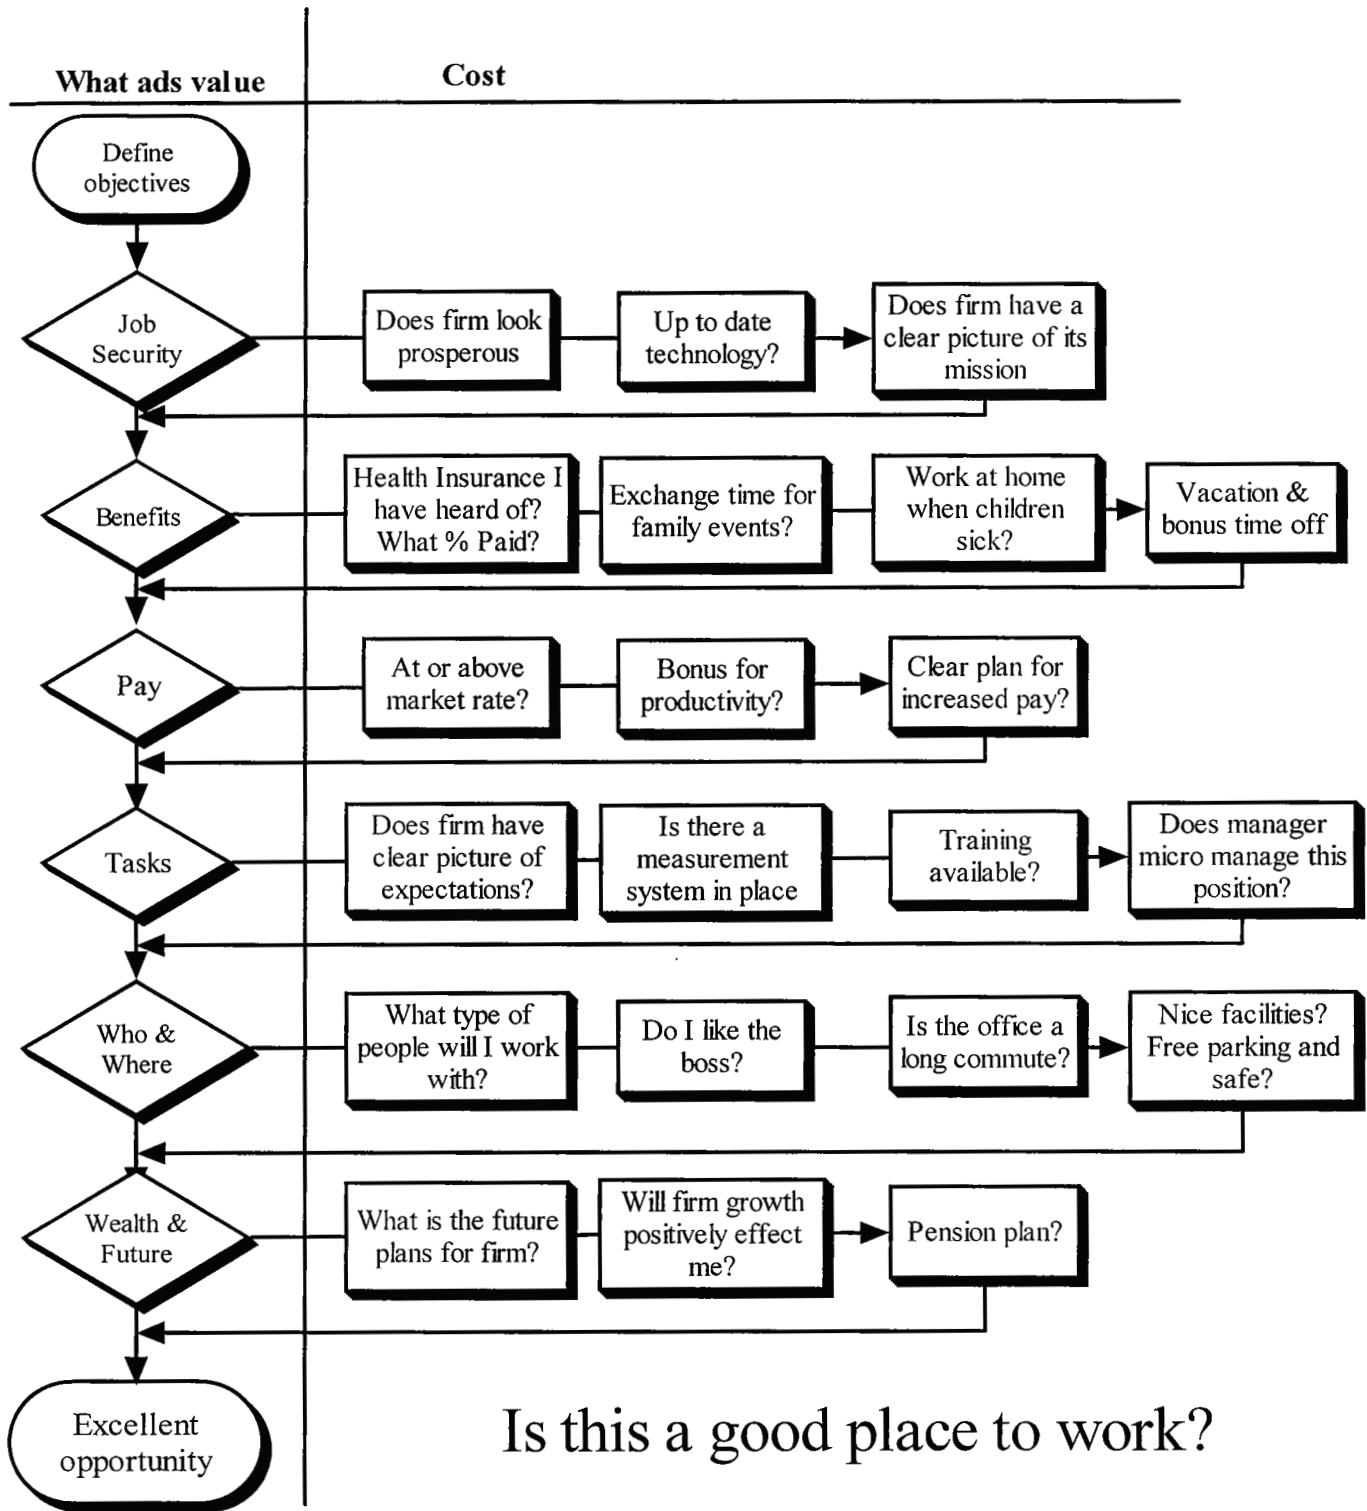 What ads value
Cost
Define
objectives
Job
Security
Does firm look
prosperous
Up to date
technology?
Does firm have a
clear picture of its
mission
Benefits
Health Insurance I
have heard of?
What % Paid?
Exchange time for
family events?
Work at home
when children
sick?
Vacation &
bonus time off
Pay
At or above
market rate?
Bonus for
productivity?
Clear plan for
increased pay?
Tasks
Does firm have
clear picture of
expectations?
Is there a
measurement
system in place
Training
available?
Does manager
micro manage this
position?
Who &
Where
What type of
people will I work
with?
Do I like the
boss?
Is the office a
long commute?
Nice facilities?
Free parking and
safe?
Wealth &
Future
What is the future
plans for firm?
Will firm growth
positively effect
me?
Pension plan?
Excellent
opportunity
Is this a good place to work?